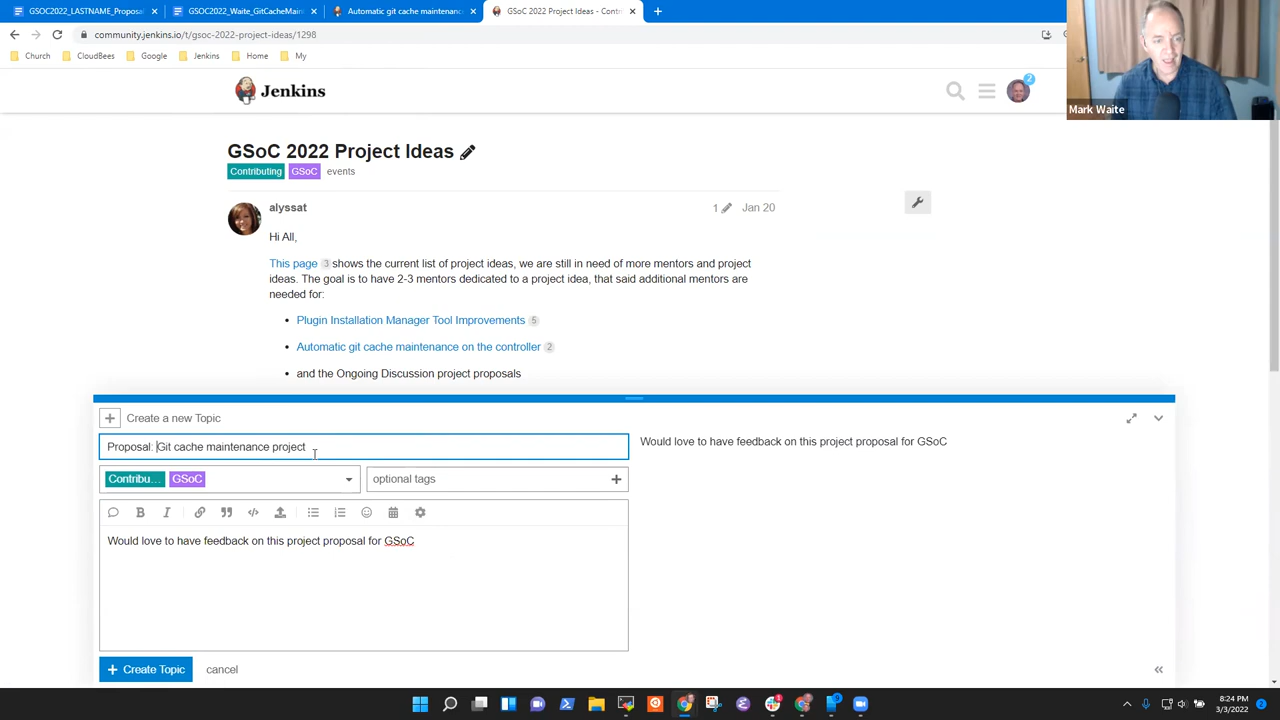 GSOC2022_LASTNAME_Proposal
GSOC2022_Waite_GitCacheMain
Automatic git cache maintenance
GSoC 2022 Project Ideas - Contri
community.jenkins.io/t/gsoc-2022-project-ideas/1298
Church
CloudBees
Google
Jenkins
Home
My
Mark Waite
Jenkins
2
GSoC 2022 Project Ideas
Contributing
GSoC
events
alyssat
1
Jan 20
Hi All,
This page 3 shows the current list of project ideas, we are still in need of more mentors and project
ideas. The goal is to have 2-3 mentors dedicated to a project idea, that said additional mentors are
needed for:
• Plugin Installation Manager Tool Improvements 5
• Automatic git cache maintenance on the controller 2
• and the Ongoing Discussion project proposals
Create a new Topic
Proposal: Git cache maintenance project
Would love to have feedback on this project proposal for GSoC
Contribu...
GSoC
optional tags
Would love to have feedback on this project proposal for GSoC
Create Topic
cancel
8:24 PM
3/3/2022